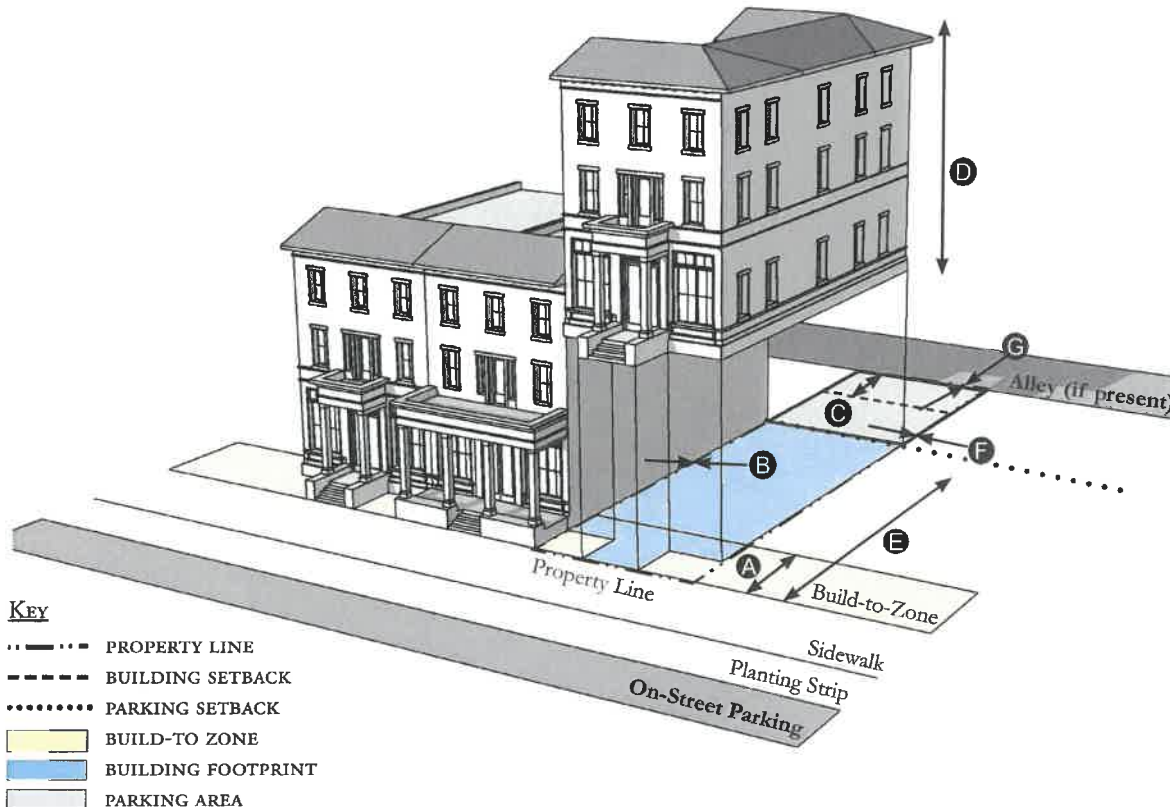 D
G
Alley (if present)
C
F
B
E
A
Property Line
Build-to-Zone
Sidewalk
Planting Strip
On-Street Parking
KEY
PROPERTY LINE
BUILDING SETBACK
PARKING SETBACK
BUILD-TO ZONE
BUILDING FOOTPRINT
PARKING AREA